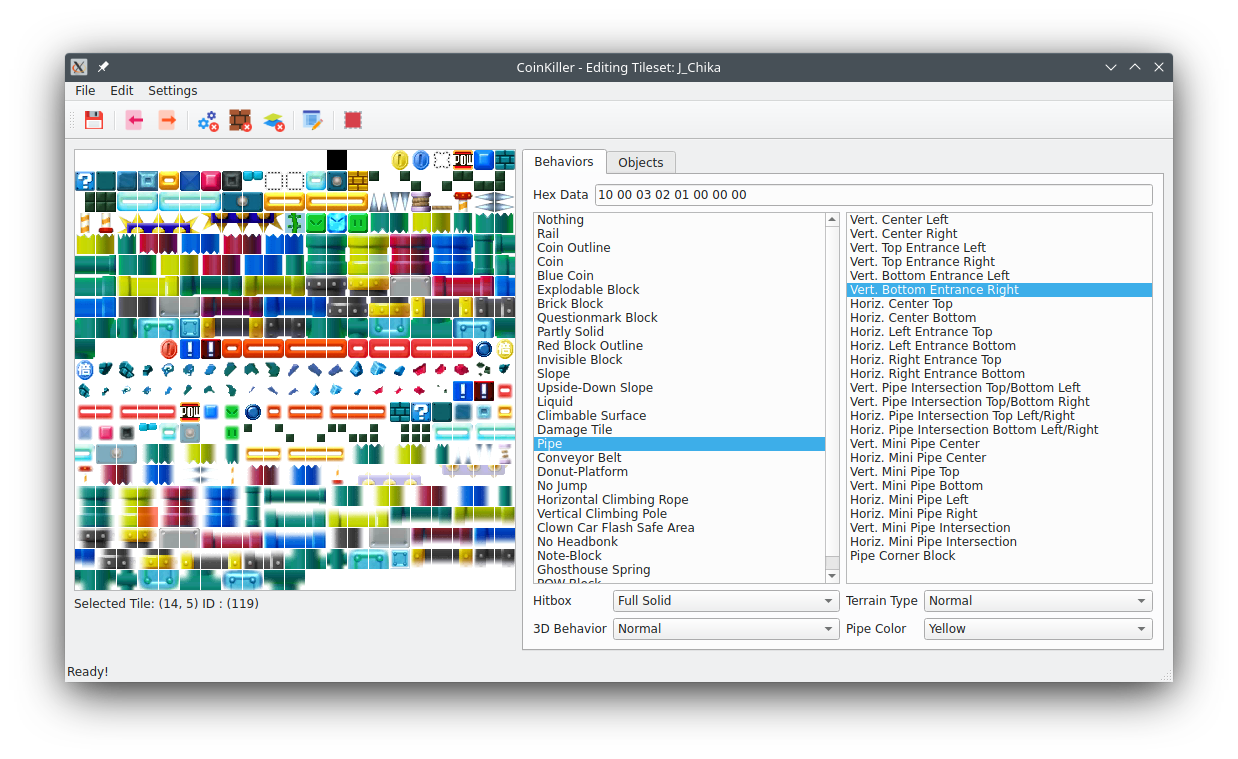 CoinKiller - Editing Tileset: J_Chika
File Edit Settings
POW
Behaviors Objects
Hex Data 10 00 03 02 01 00 00 00
Nothing
Rail
Coin Outline
Coin
Blue Coin
Explodable Block
Brick Block
Questionmark Block
Partly Solid
Red Block Outline
Invisible Block
Slope
Upside-Down Slope
Liquid
Climbable Surface
Damage Tile
Pipe
Conveyor Belt
Donut-Platform
No Jump
Horizontal Climbing Rope
Vertical Climbing Pole
Clown Car Flash Safe Area
No Headbonk
Note-Block
Ghosthouse Spring
POW Block
Vert. Center Left
Vert. Center Right
Vert. Top Entrance Left
Vert. Top Entrance Right
Vert. Bottom Entrance Left
Vert. Bottom Entrance Right
Horiz. Center Top
Horiz. Center Bottom
Horiz. Left Entrance Top
Horiz. Left Entrance Bottom
Horiz. Right Entrance Top
Horiz. Right Entrance Bottom
Vert. Pipe Intersection Top/Bottom Left
Vert. Pipe Intersection Top/Bottom Right
Horiz. Pipe Intersection Top Left/Right
Horiz. Pipe Intersection Bottom Left/Right
Vert. Mini Pipe Center
Horiz. Mini Pipe Center
Vert. Mini Pipe Top
Vert. Mini Pipe Bottom
Horiz. Mini Pipe Left
Horiz. Mini Pipe Right
Vert. Mini Pipe Intersection
Horiz. Mini Pipe Intersection
Pipe Corner Block
POW
Hitbox Full Solid Terrain Type Normal
3D Behavior Normal Pipe Color Yellow
Selected Tile: (14, 5) ID : (119)
Ready!